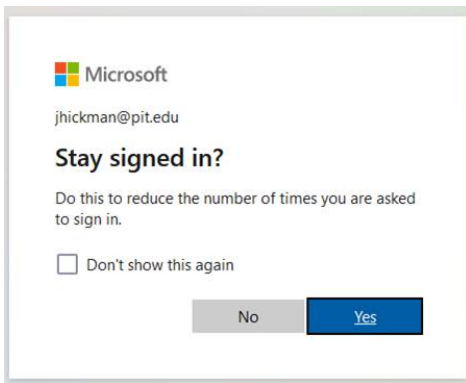 Microsoft
jhickman@pit.edu
Stay signed in?
Do this to reduce the number of times you are asked
to sign in.
Don't show this again
No
Yes